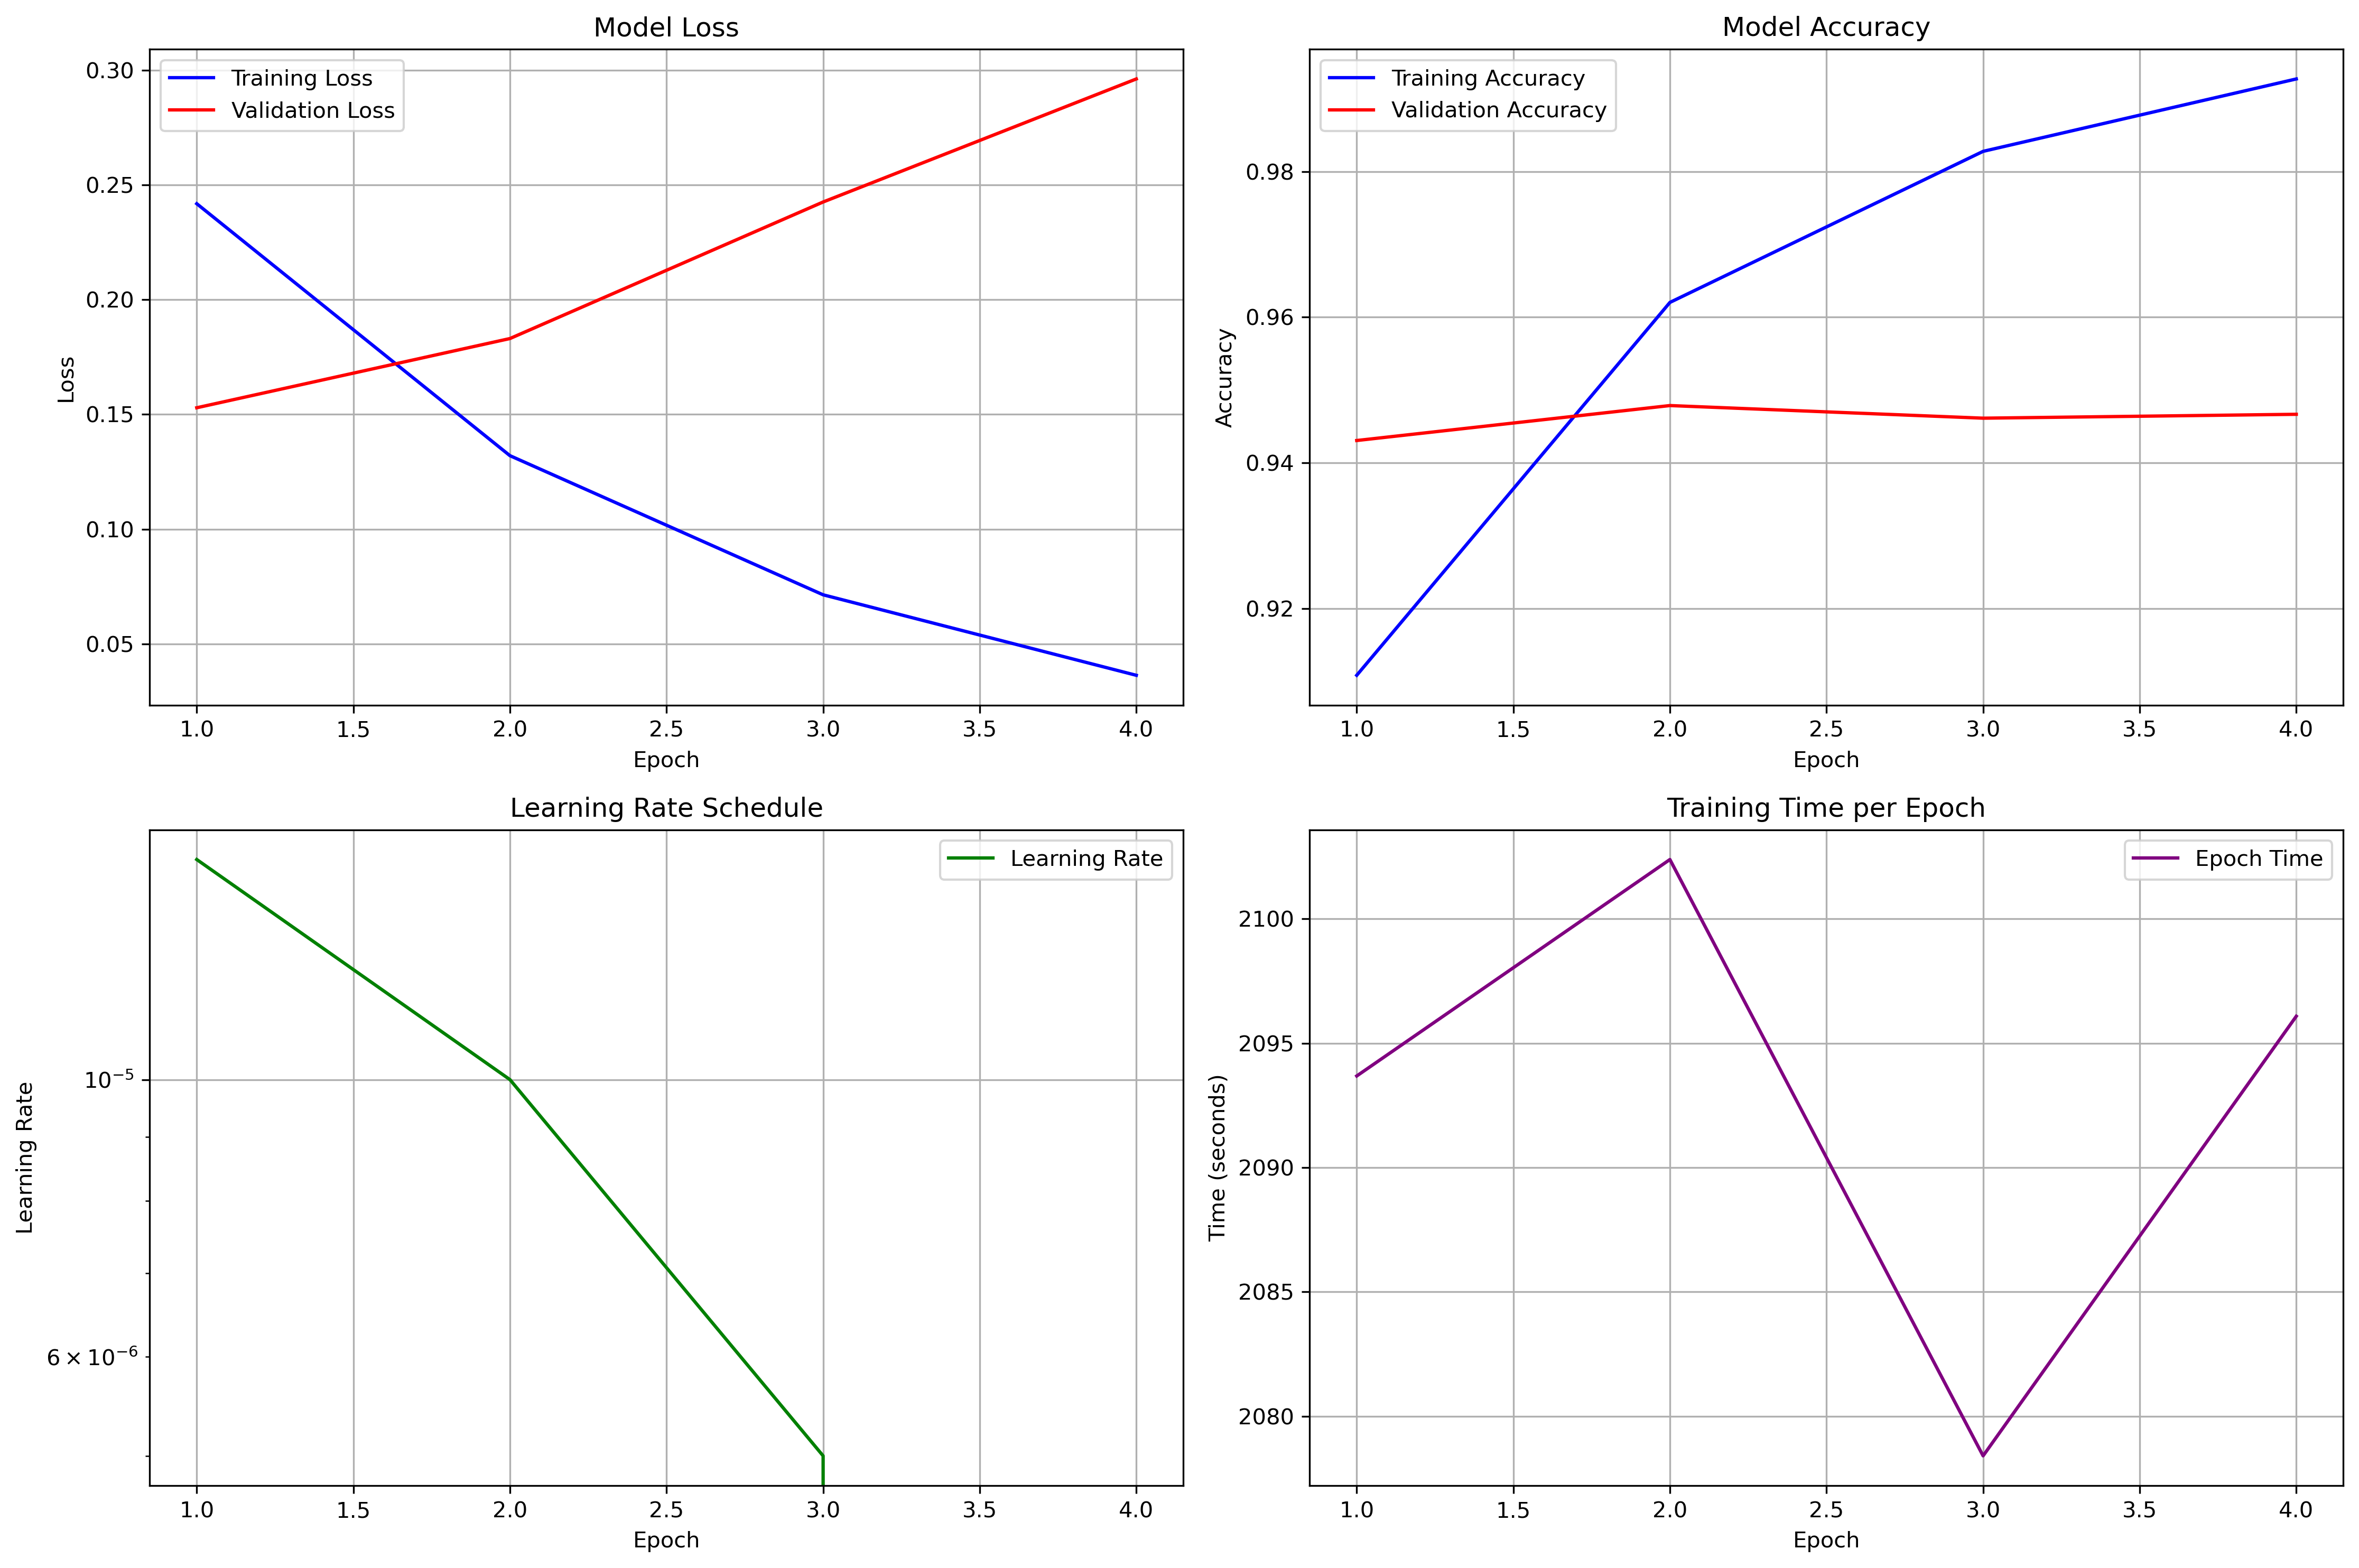 Model Loss
Training Loss
Validation Loss
0.30
0.25
0.20
0.15
0.10
0.05
Loss
1.0 1.5 2.0 2.5 3.0 3.5 4.0
Epoch
Model Accuracy
Training Accuracy
Validation Accuracy
0.98
0.96
0.94
0.92
Accuracy
1.0 1.5 2.0 2.5 3.0 3.5 4.0
Epoch
Learning Rate Schedule
Learning Rate
10⁻⁵
6 × 10⁻⁶
Learning Rate
1.0 1.5 2.0 2.5 3.0 3.5 4.0
Epoch
Training Time per Epoch
Epoch Time
2100
2095
2090
2085
2080
Time (seconds)
1.0 1.5 2.0 2.5 3.0 3.5 4.0
Epoch